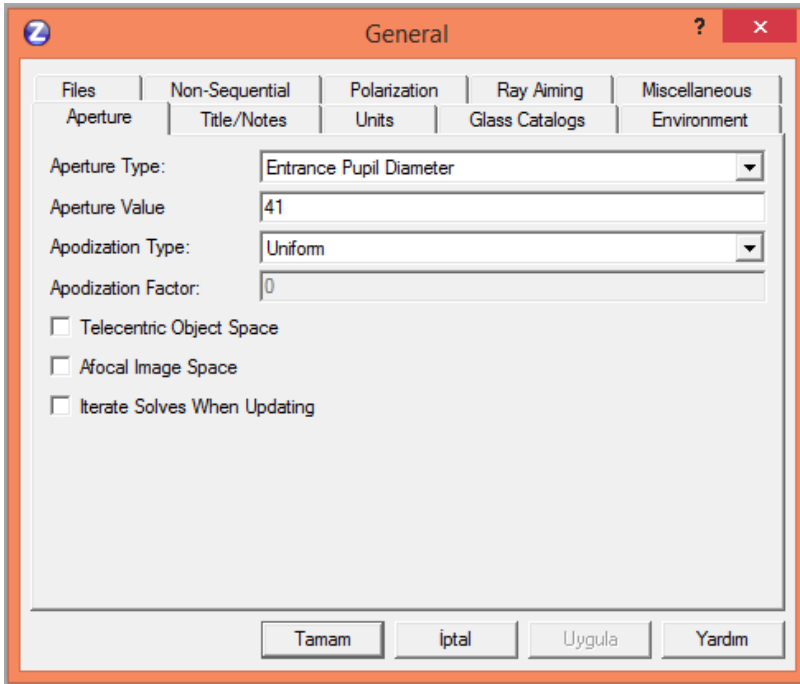 General
?
Files Non-Sequential Polarization Ray Aiming Miscellaneous
Aperture Title/Notes Units Glass Catalogs Environment
Aperture Type: Entrance Pupil Diameter
Aperture Value 41
Apodization Type: Uniform
Apodization Factor: 0
Telecentric Object Space
Afocal Image Space
Iterate Solves When Updating
Tamam İptal Uygula Yardım